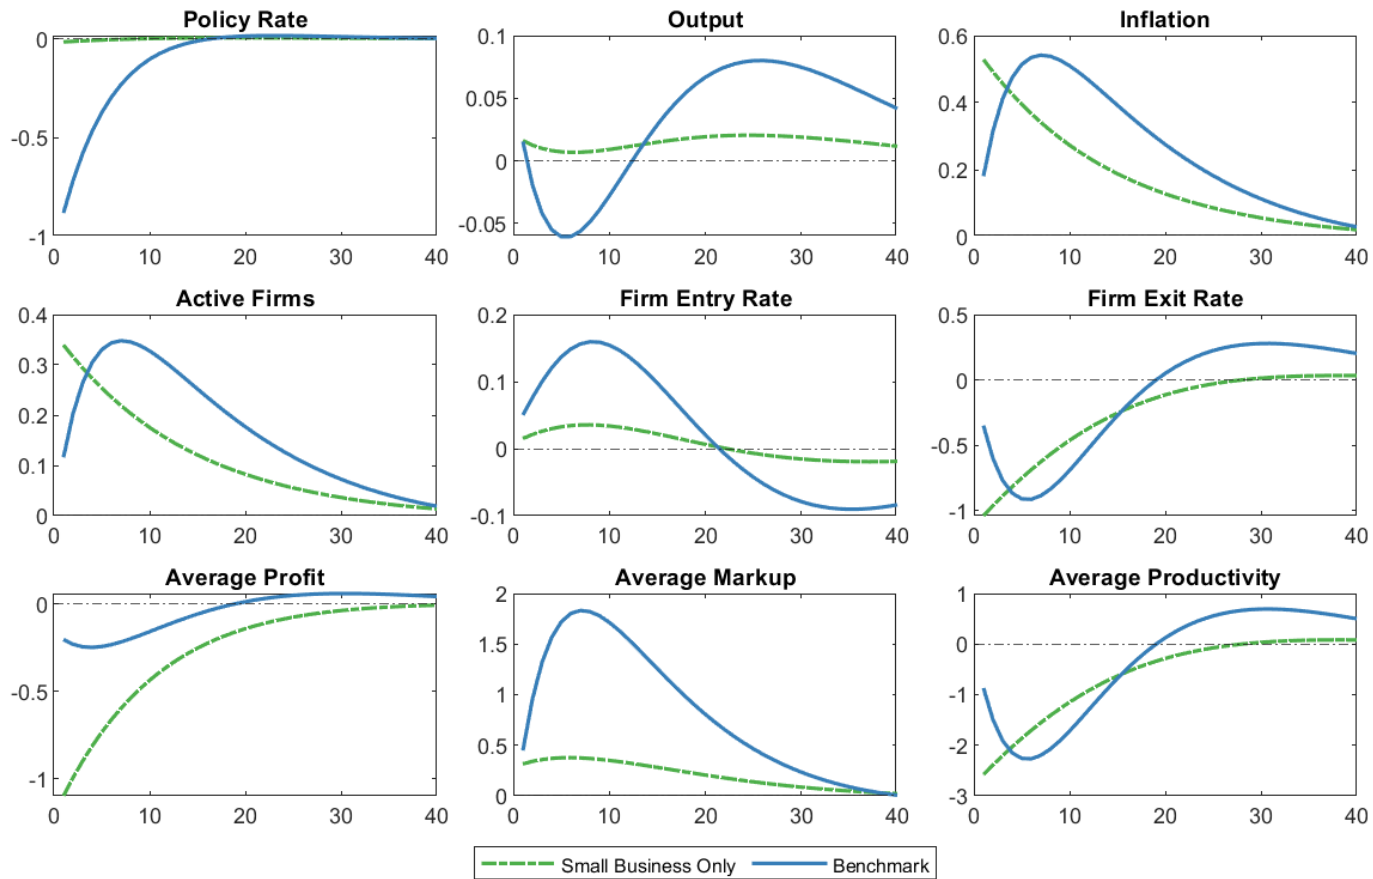 Policy Rate
0
-0.5
-1
0 10 20 30 40
Output
0.1
0.05
0
-0.05
0 10 20 30 40
Inflation
0.6
0.4
0.2
0
0 10 20 30 40
Active Firms
0.4
0.3
0.2
0.1
0
0 10 20 30 40
Firm Entry Rate
0.2
0.1
0
-0.1
0 10 20 30 40
Firm Exit Rate
0.5
0
-0.5
-1
0 10 20 30 40
Average Profit
0
-0.5
-1
0 10 20 30 40
Average Markup
2
1.5
1
0.5
0
0 10 20 30 40
Average Productivity
1
0
-1
-2
-3
0 10 20 30 40
Small Business Only Benchmark